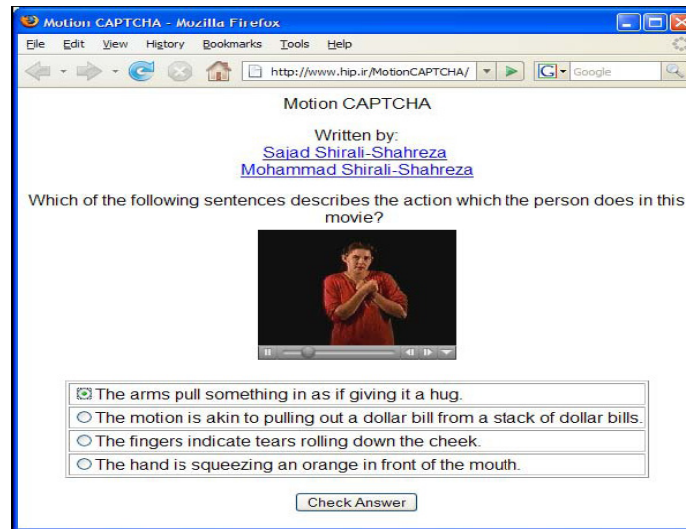 Motion CAPTCHA - Mozilla Firefox
File Edit View History Bookmarks Tools Help
http://www.hip.ir/MotionCAPTCHA/ G Google
Motion CAPTCHA
Written by:
Sajad Shirali-Shahreza
Mohammad Shirali-Shahreza
Which of the following sentences describes the action which the person does in this
movie?
The arms pull something in as if giving it a hug.
The motion is akin to pulling out a dollar bill from a stack of dollar bills.
The fingers indicate tears rolling down the cheek.
The hand is squeezing an orange in front of the mouth.
Check Answer